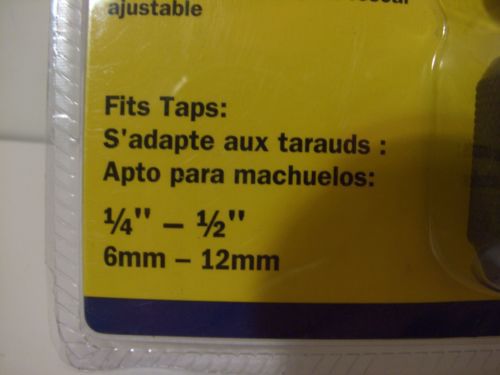 ajustable
Fits Taps:
S'adapte aux tarauds :
Apto para machuelos:
¼" – ½"
6mm – 12mm